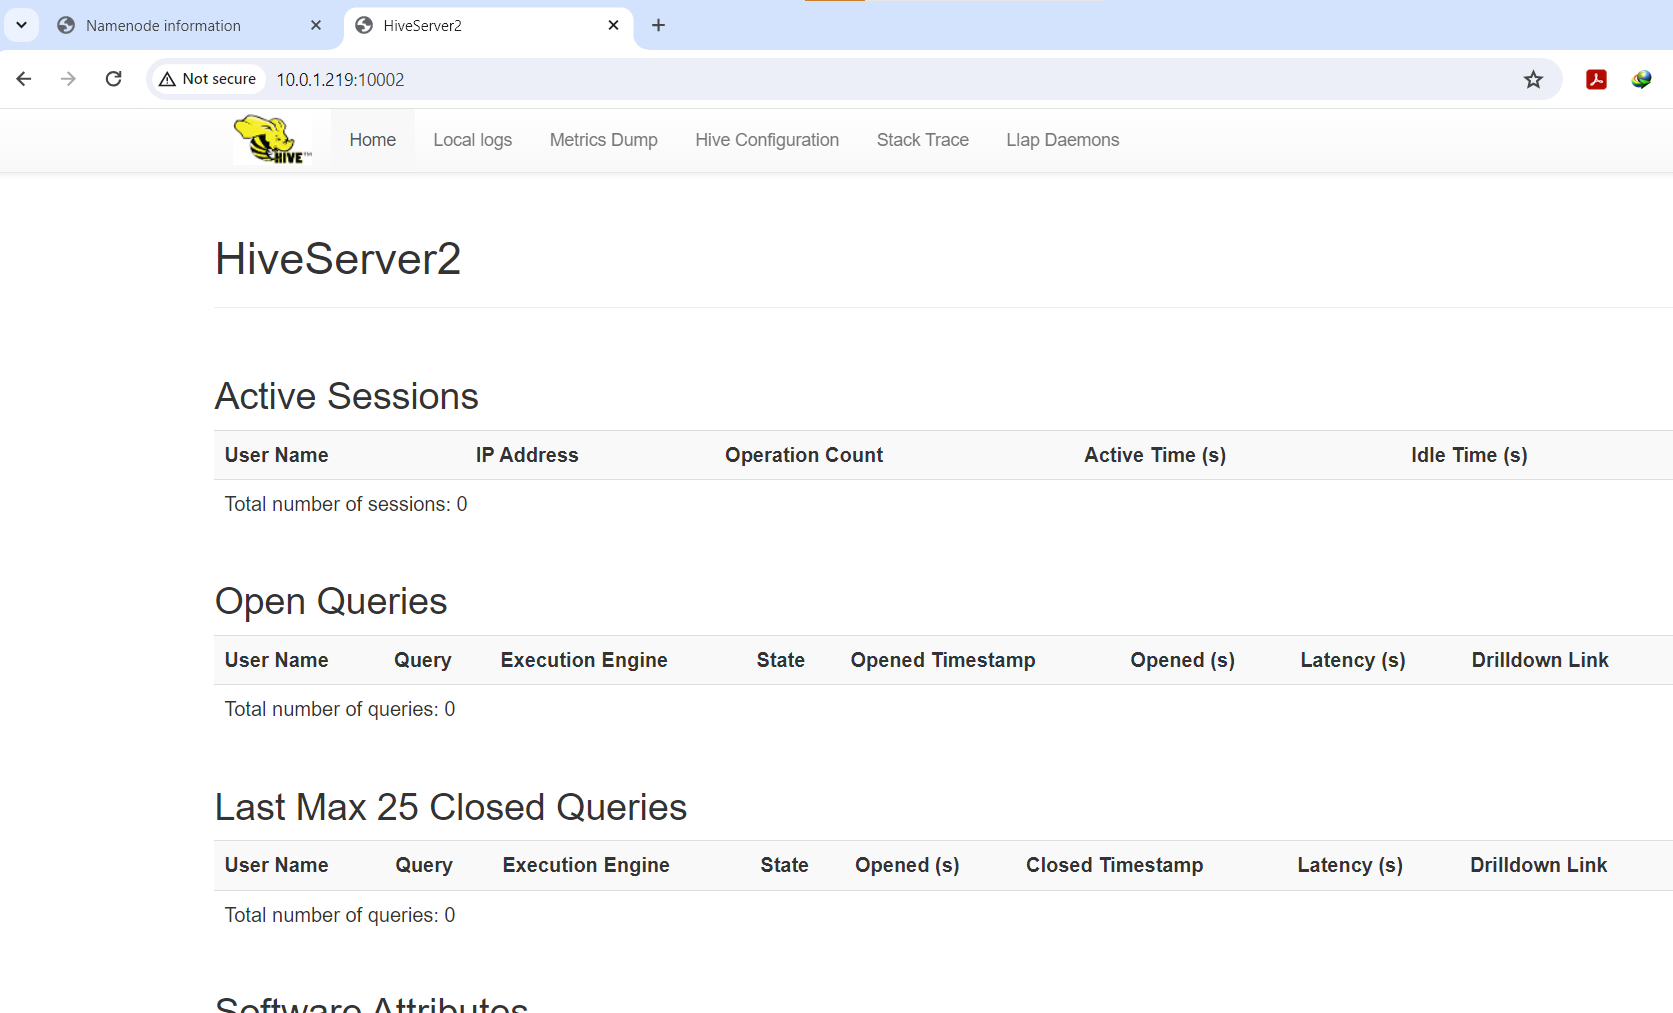 Namenode information
HiveServer2
Not secure 10.0.1.219:10002
HIVE™ Home Local logs Metrics Dump Hive Configuration Stack Trace Llap Daemons
HiveServer2
Active Sessions
User Name IP Address Operation Count Active Time (s) Idle Time (s)
Total number of sessions: 0
Open Queries
User Name Query Execution Engine State Opened Timestamp Opened (s) Latency (s) Drilldown Link
Total number of queries: 0
Last Max 25 Closed Queries
User Name Query Execution Engine State Opened (s) Closed Timestamp Latency (s) Drilldown Link
Total number of queries: 0
Software Attributes